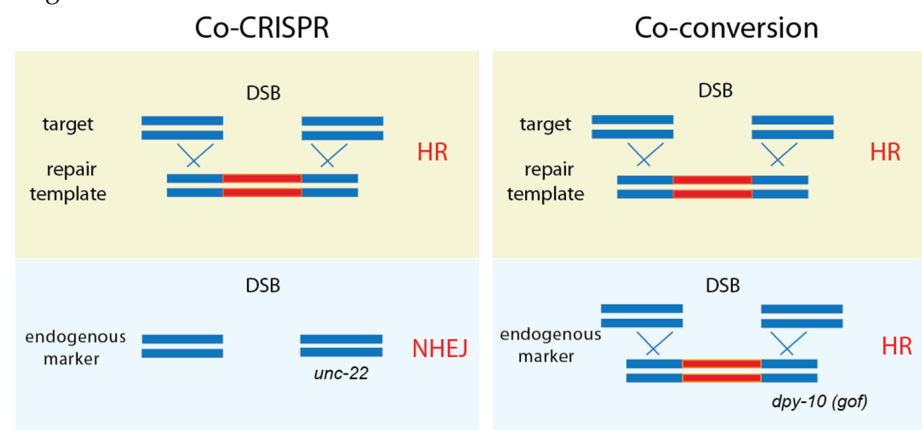 Co-CRISPR
DSB
target
HR
repair
template
DSB
endogenous
marker
NHEJ
unc-22
Co-conversion
DSB
target
HR
repair
template
DSB
endogenous
marker
HR
dpy-10 (gof)